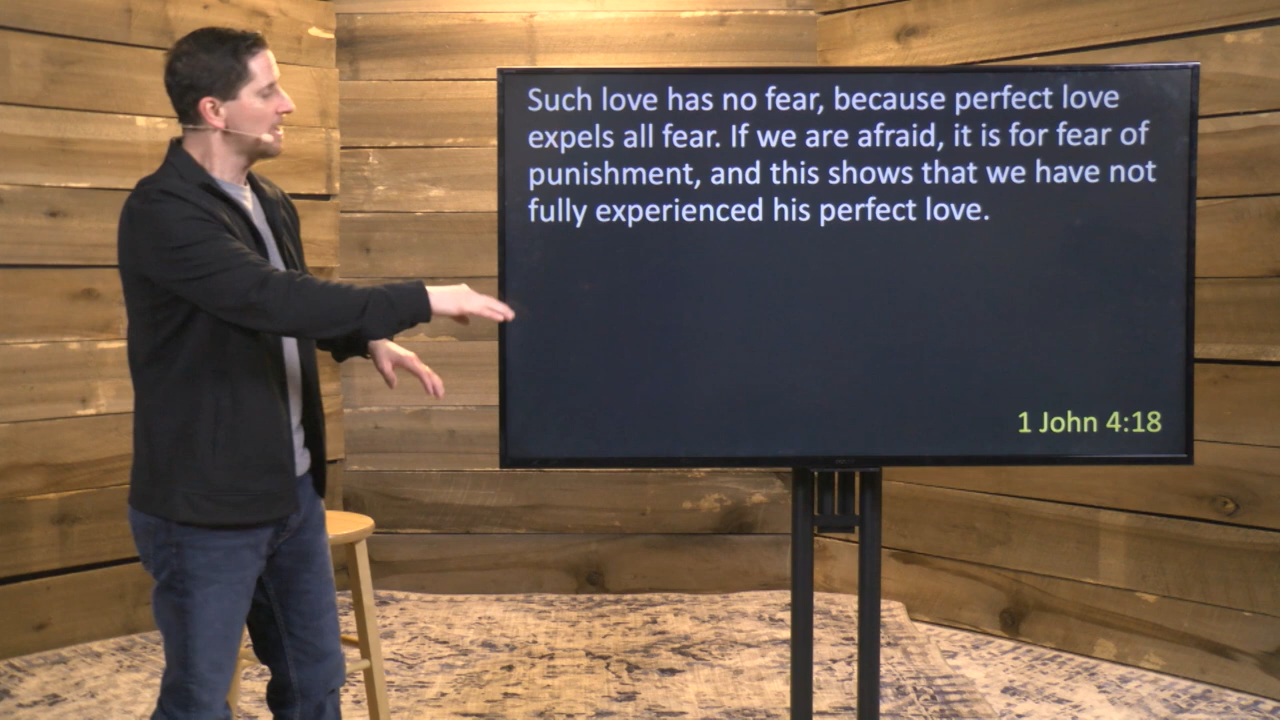 Such love has no fear, because perfect love
expels all fear. If we are afraid, it is for fear of
punishment, and this shows that we have not
fully experienced his perfect love.
1 John 4:18